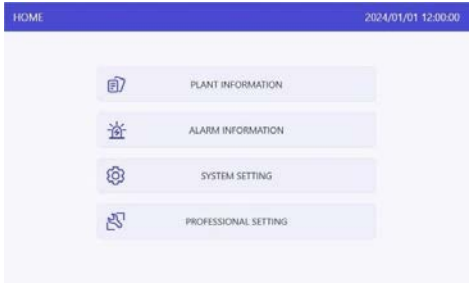 HOME
2024/01/01 12:00:00
PLANT INFORMATION
ALARM INFORMATION
SYSTEM SETTING
PROFESSIONAL SETTING